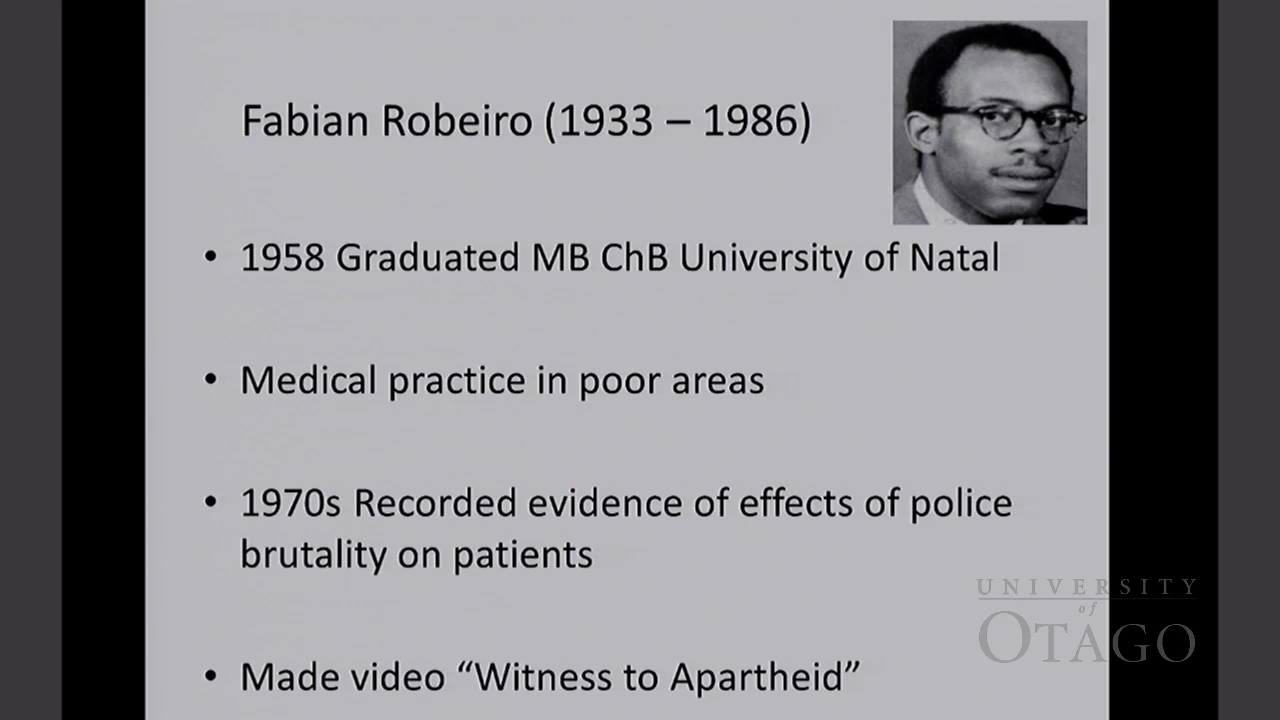 Fabian Robeiro (1933 – 1986)
• 1958 Graduated MB ChB University of Natal
• Medical practice in poor areas
• 1970s Recorded evidence of effects of police
brutality on patients
• Made video “Witness to Apartheid”
UNIVERSITY
of
OTAGO